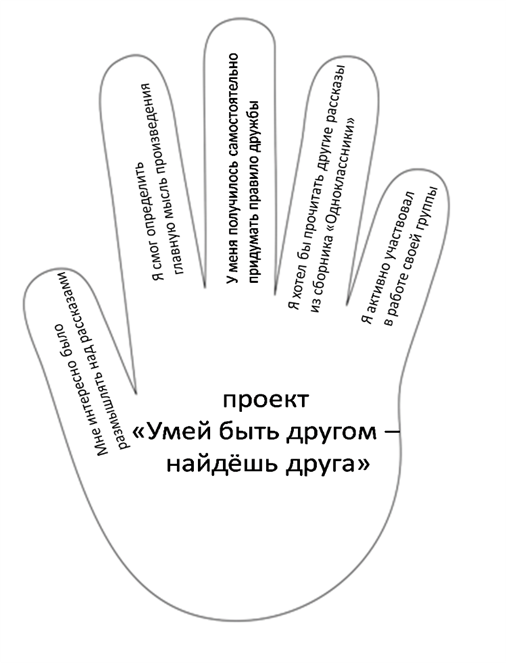 Мне интересно было
размышлять над рассказами
Я смог определить
главную мысль произведения
У меня получилось самостоятельно
придумать правило дружбы
Я хотел бы прочитать другие рассказы
из сборника «Одноклассники»
Я активно участвовал
в работе своей группы
проект
«Умей быть другом –
найдёшь друга»